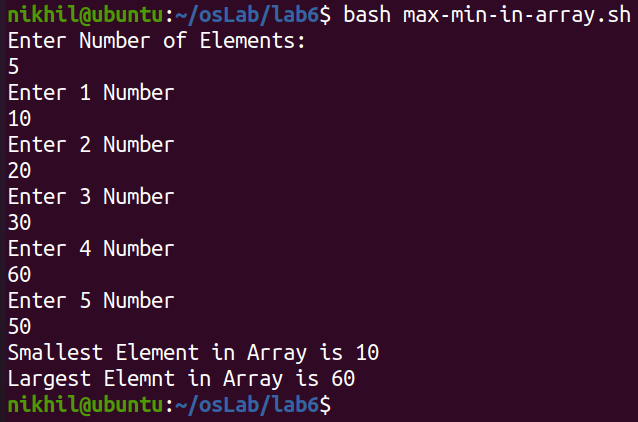 nikhil@ubuntu:~/osLab/lab6$ bash max-min-in-array.sh
Enter Number of Elements:
5
Enter 1 Number
10
Enter 2 Number
20
Enter 3 Number
30
Enter 4 Number
60
Enter 5 Number
50
Smallest Element in Array is 10
Largest Elemnt in Array is 60
nikhil@ubuntu:~/osLab/lab6$